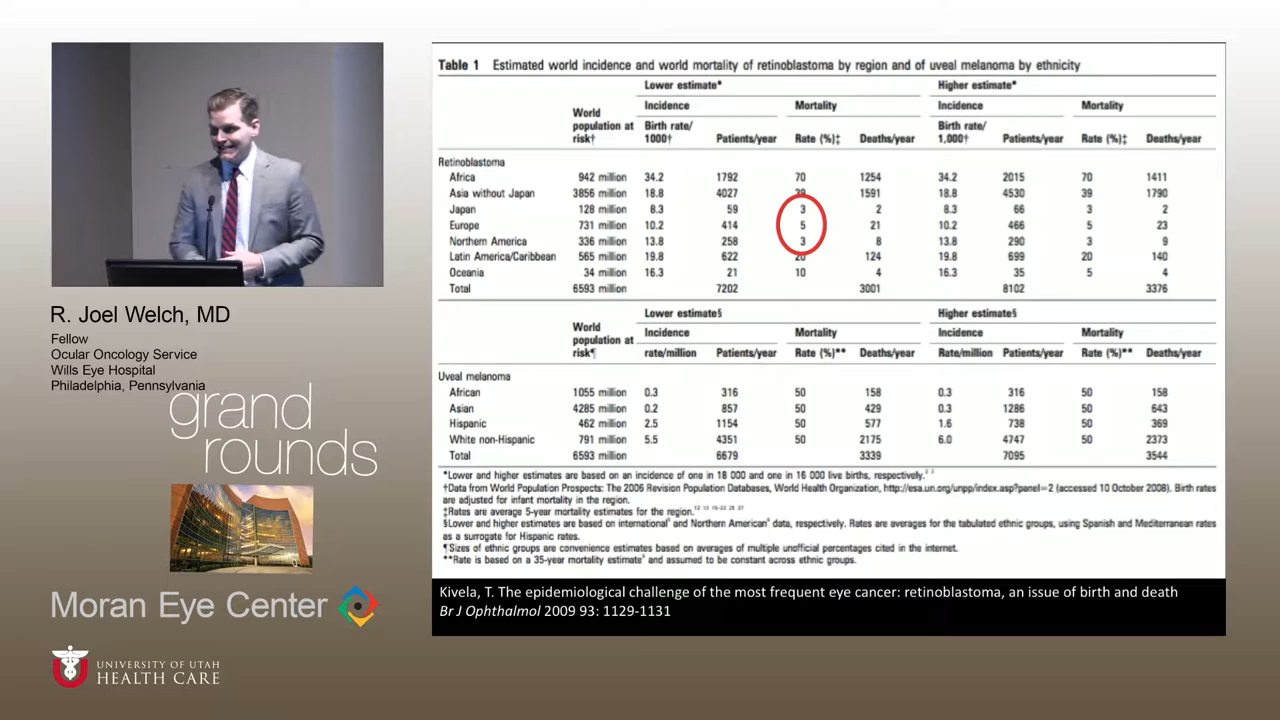 Table 1 Estimated world incidence and world mortality of retinoblastoma by region and of uveal melanoma by ethnicity
Lower estimate* Higher estimate*
World population at risk† Incidence Mortality Incidence Mortality
Birth rate/1000† Patients/year Rate (%)‡ Deaths/year Birth rate/1,000† Patients/year Rate (%)‡ Deaths/year
Retinoblastoma
Africa 942 million 34.2 1792 70 1254 34.2 2015 70 1411
Asia without Japan 3856 million 18.8 4027 39 1591 18.8 4530 39 1790
Japan 128 million 8.3 59 3 2 8.3 66 3 2
Europe 731 million 10.2 414 5 21 10.2 466 5 23
Northern America 336 million 13.8 258 3 8 13.8 290 3 9
Latin America/Caribbean 565 million 19.8 622 20 124 19.8 699 20 140
Oceania 34 million 16.3 21 10 4 16.3 35 5 4
Total 6593 million 7202 3001 8102 3376
Lower estimate§ Higher estimate§
World population at risk¶ Incidence Mortality Incidence Mortality
rate/million Patients/year Rate (%)** Deaths/year Rate/million Patients/year Rate (%)** Deaths/year
Uveal melanoma
African 1055 million 0.3 316 50 158 0.3 316 50 158
Asian 4285 million 0.2 857 50 429 0.3 1286 50 643
Hispanic 462 million 2.5 1154 50 577 1.6 738 50 369
White non-Hispanic 791 million 5.5 4351 50 2175 6.0 4747 50 2373
Total 6593 million 6679 3339 7095 3544
*Lower and higher estimates are based on an incidence of one in 18 000 and one in 16 000 live births, respectively.
†Data from World Population Prospects: The 2006 Revision Population Databases, World Health Organization, http://esa.un.org/unpp/index.asp?panel=2 (accessed 10 October 2008). Birth rates
are adjusted for infant mortality in the region.
‡Rates are average 5-year mortality estimates for the region.
§Lower and higher estimates are based on international and Northern American data, respectively. Rates are averages for the tabulated ethnic groups, using Spanish and Mediterranean rates
as a surrogate for Hispanic rates.
¶Sizes of ethnic groups are convenience estimates based on averages of multiple unofficial percentages cited in the internet.
**Rate is based on a 35-year mortality estimate and assumed to be constant across ethnic groups.
Kivela, T. The epidemiological challenge of the most frequent eye cancer: retinoblastoma, an issue of birth and death
Br J Ophthalmol 2009 93: 1129-1131
R. Joel Welch, MD
Fellow
Ocular Oncology Service
Wills Eye Hospital
Philadelphia, Pennsylvania
grand
rounds
Moran Eye Center
UNIVERSITY OF UTAH
HEALTH CARE